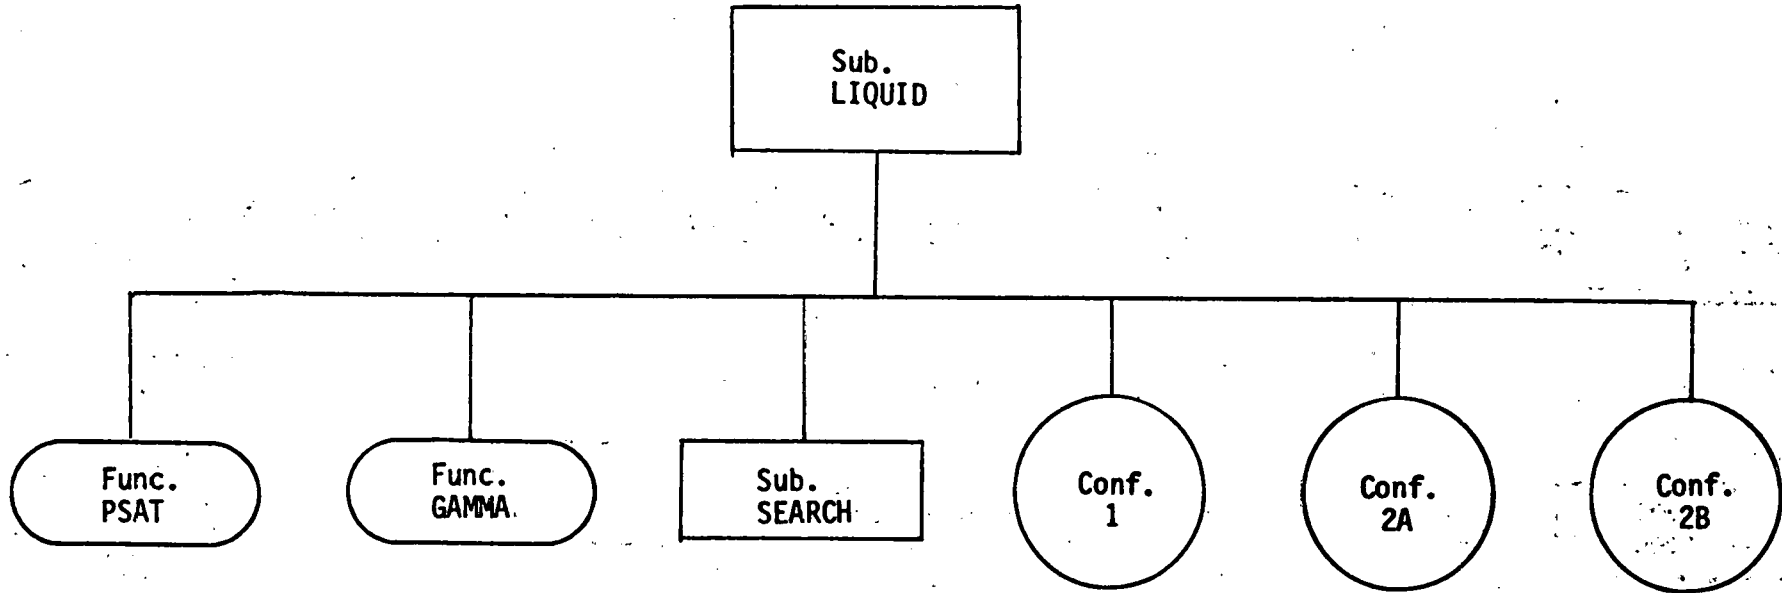 Sub.
LIQUID
Func.
PSAT
Func.
GAMMA
Sub.
SEARCH
Conf.
1
Conf.
2A
Conf.
2B